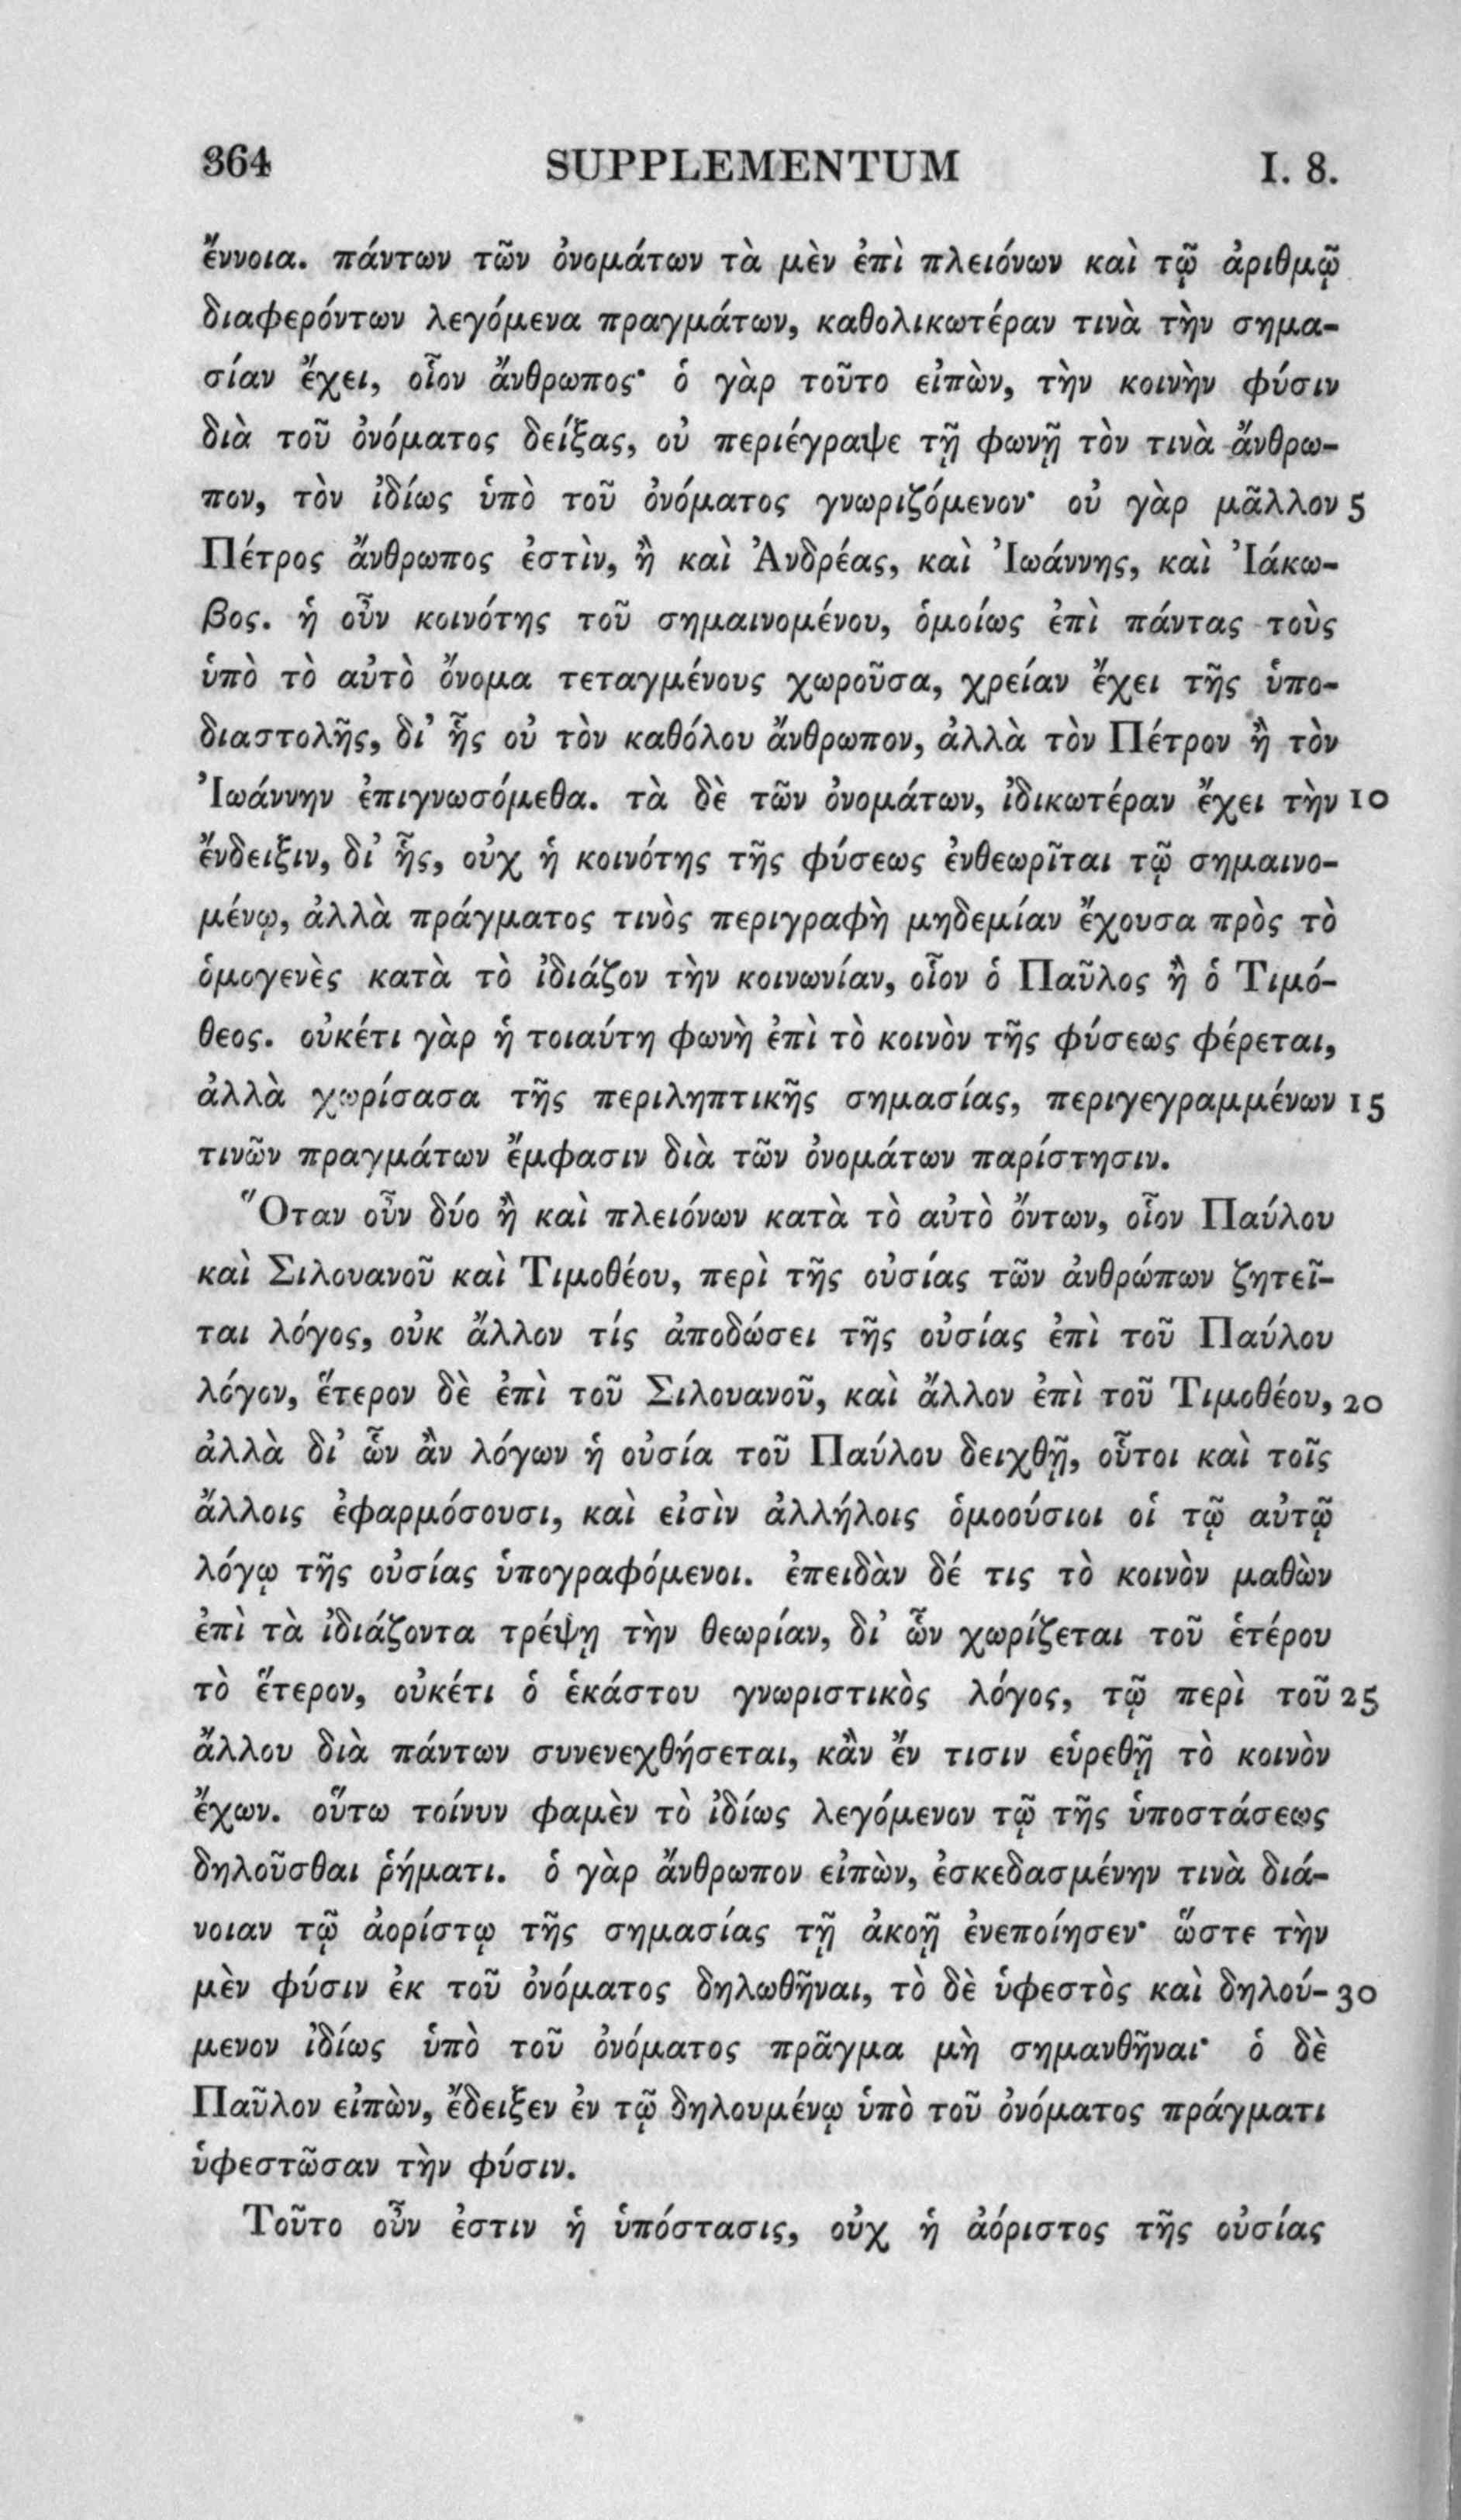 364 SUPPLEMENTUM I. 8.
ἔννοια. πάντων τῶν ὀνομάτων τὰ μὲν ἐπὶ πλειόνων καὶ τῷ ἀριθμῷ
διαφερόντων λεγόμενα πραγμάτων, καθολικωτέραν τινὰ τὴν σημα-
σίαν ἔχει, οἷον ἄνθρωπος· ὁ γὰρ τοῦτο εἰπὼν, τὴν κοινὴν φύσιν
διὰ τοῦ ὀνόματος δείξας, οὐ περιέγραψε τῇ φωνῇ τὸν τινὰ ἄνθρω-
πον, τὸν ἰδίως ὑπὸ τοῦ ὀνόματος γνωριζόμενον· οὐ γὰρ μᾶλλον 5
Πέτρος ἄνθρωπος ἐστὶν, ἢ καὶ Ἀνδρέας, καὶ Ἰωάννης, καὶ Ἰάκω-
βος. ἡ οὖν κοινότης τοῦ σημαινομένου, ὁμοίως ἐπὶ πάντας τοὺς
ὑπὸ τὸ αὐτὸ ὄνομα τεταγμένους χωροῦσα, χρείαν ἔχει τῆς ὑπο-
διαστολῆς, δι᾽ ἧς οὐ τὸν καθόλου ἄνθρωπον, ἀλλὰ τὸν Πέτρον ἢ τὸν
Ἰωάννην ἐπιγνωσόμεθα. τὰ δὲ τῶν ὀνομάτων, ἰδικωτέραν ἔχει τὴν 10
ἔνδειξιν, δι᾽ ἧς, οὐχ ἡ κοινότης τῆς φύσεως ἐνθεωρῖται τῷ σημαινο-
μένῳ, ἀλλὰ πράγματος τινὸς περιγραφὴ μηδεμίαν ἔχουσα πρὸς τὸ
ὁμογενὲς κατὰ τὸ ἰδιάζον τὴν κοινωνίαν, οἷον ὁ Παῦλος ἢ ὁ Τιμό-
θεος. οὐκέτι γὰρ ἡ τοιαύτη φωνὴ ἐπὶ τὸ κοινὸν τῆς φύσεως φέρεται,
ἀλλὰ χωρίσασα τῆς περιληπτικῆς σημασίας, περιγεγραμμένων 15
τινῶν πραγμάτων ἔμφασιν διὰ τῶν ὀνομάτων παρίστησιν.
Ὅταν οὖν δύο ἢ καὶ πλειόνων κατὰ τὸ αὐτὸ ὄντων, οἷον Παύλου
καὶ Σιλουανοῦ καὶ Τιμοθέου, περὶ τῆς οὐσίας τῶν ἀνθρώπων ζητεῖ-
ται λόγος, οὐκ ἄλλον τίς ἀποδώσει τῆς οὐσίας ἐπὶ τοῦ Παύλου
λόγον, ἕτερον δὲ ἐπὶ τοῦ Σιλουανοῦ, καὶ ἄλλον ἐπὶ τοῦ Τιμοθέου, 20
ἀλλὰ δι᾽ ὧν ἂν λόγων ἡ οὐσία τοῦ Παύλου δειχθῇ, οὗτοι καὶ τοῖς
ἄλλοις ἐφαρμόσουσι, καὶ εἰσὶν ἀλλήλοις ὁμοούσιοι οἱ τῷ αὐτῷ
λόγῳ τῆς οὐσίας ὑπογραφόμενοι. ἐπειδὰν δέ τις τὸ κοινὸν μαθὼν
ἐπὶ τὰ ἰδιάζοντα τρέψῃ τὴν θεωρίαν, δι᾽ ὧν χωρίζεται τοῦ ἑτέρου
τὸ ἕτερον, οὐκέτι ὁ ἑκάστου γνωριστικὸς λόγος, τῷ περὶ τοῦ 25
ἄλλου διὰ πάντων συνενεχθήσεται, κἂν ἔν τισιν εὑρεθῇ τὸ κοινὸν
ἔχων. οὕτω τοίνυν φαμὲν τὸ ἰδίως λεγόμενον τῷ τῆς ὑποστάσεως
δηλοῦσθαι ῥήματι. ὁ γὰρ ἄνθρωπον εἰπὼν, ἐσκεδασμένην τινὰ διά-
νοιαν τῷ ἀορίστῳ τῆς σημασίας τῇ ἀκοῇ ἐνεποίησεν· ὥστε τὴν
μὲν φύσιν ἐκ τοῦ ὀνόματος δηλωθῆναι, τὸ δὲ ὑφεστὸς καὶ δηλού- 30
μενον ἰδίως ὑπὸ τοῦ ὀνόματος πρᾶγμα μὴ σημανθῆναι· ὁ δὲ
Παῦλον εἰπὼν, ἔδειξεν ἐν τῷ δηλουμένῳ ὑπὸ τοῦ ὀνόματος πράγματι
ὑφεστῶσαν τὴν φύσιν.
Τοῦτο οὖν ἐστιν ἡ ὑπόστασις, οὐχ ἡ ἀόριστος τῆς οὐσίας